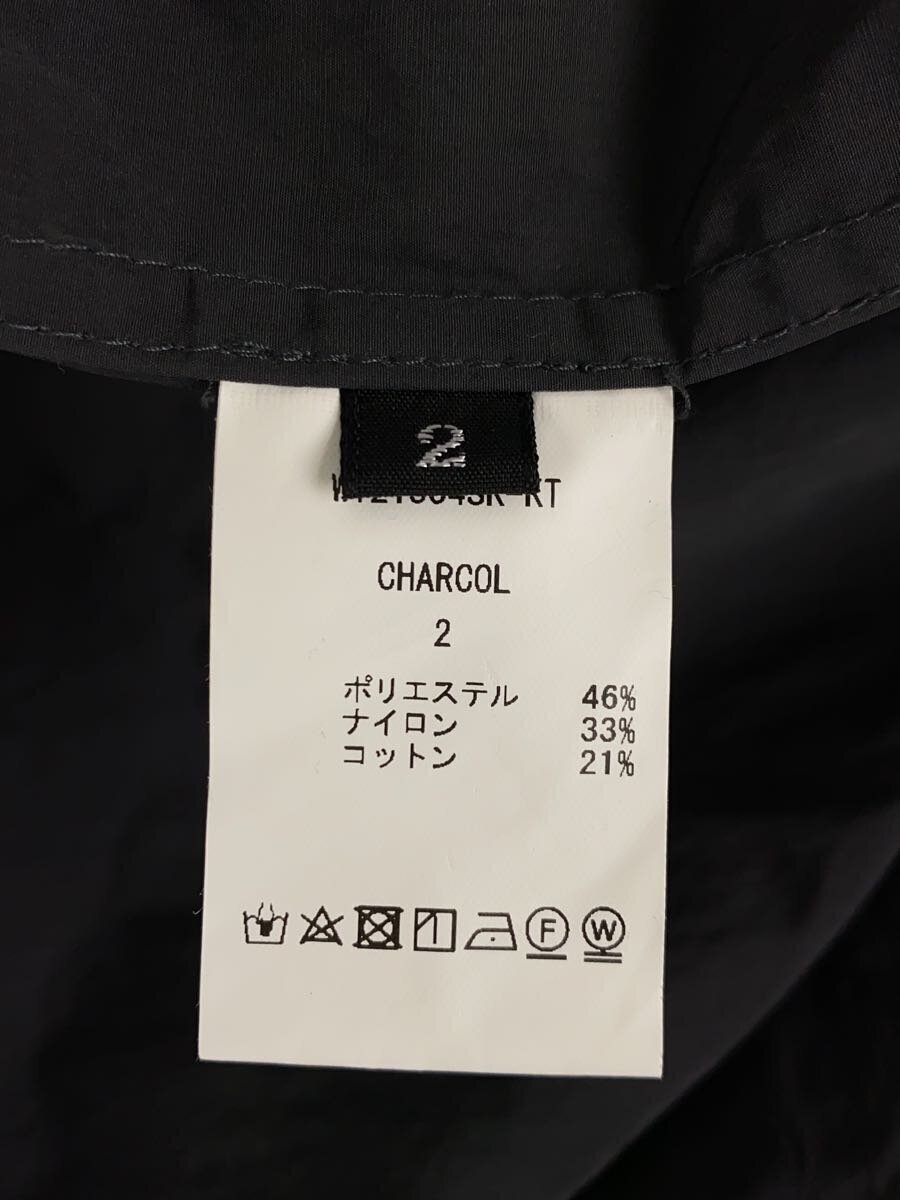 2
CHARCOL
2
ポリエステル 46%
ナイロン 33%
コットン 21%
F W